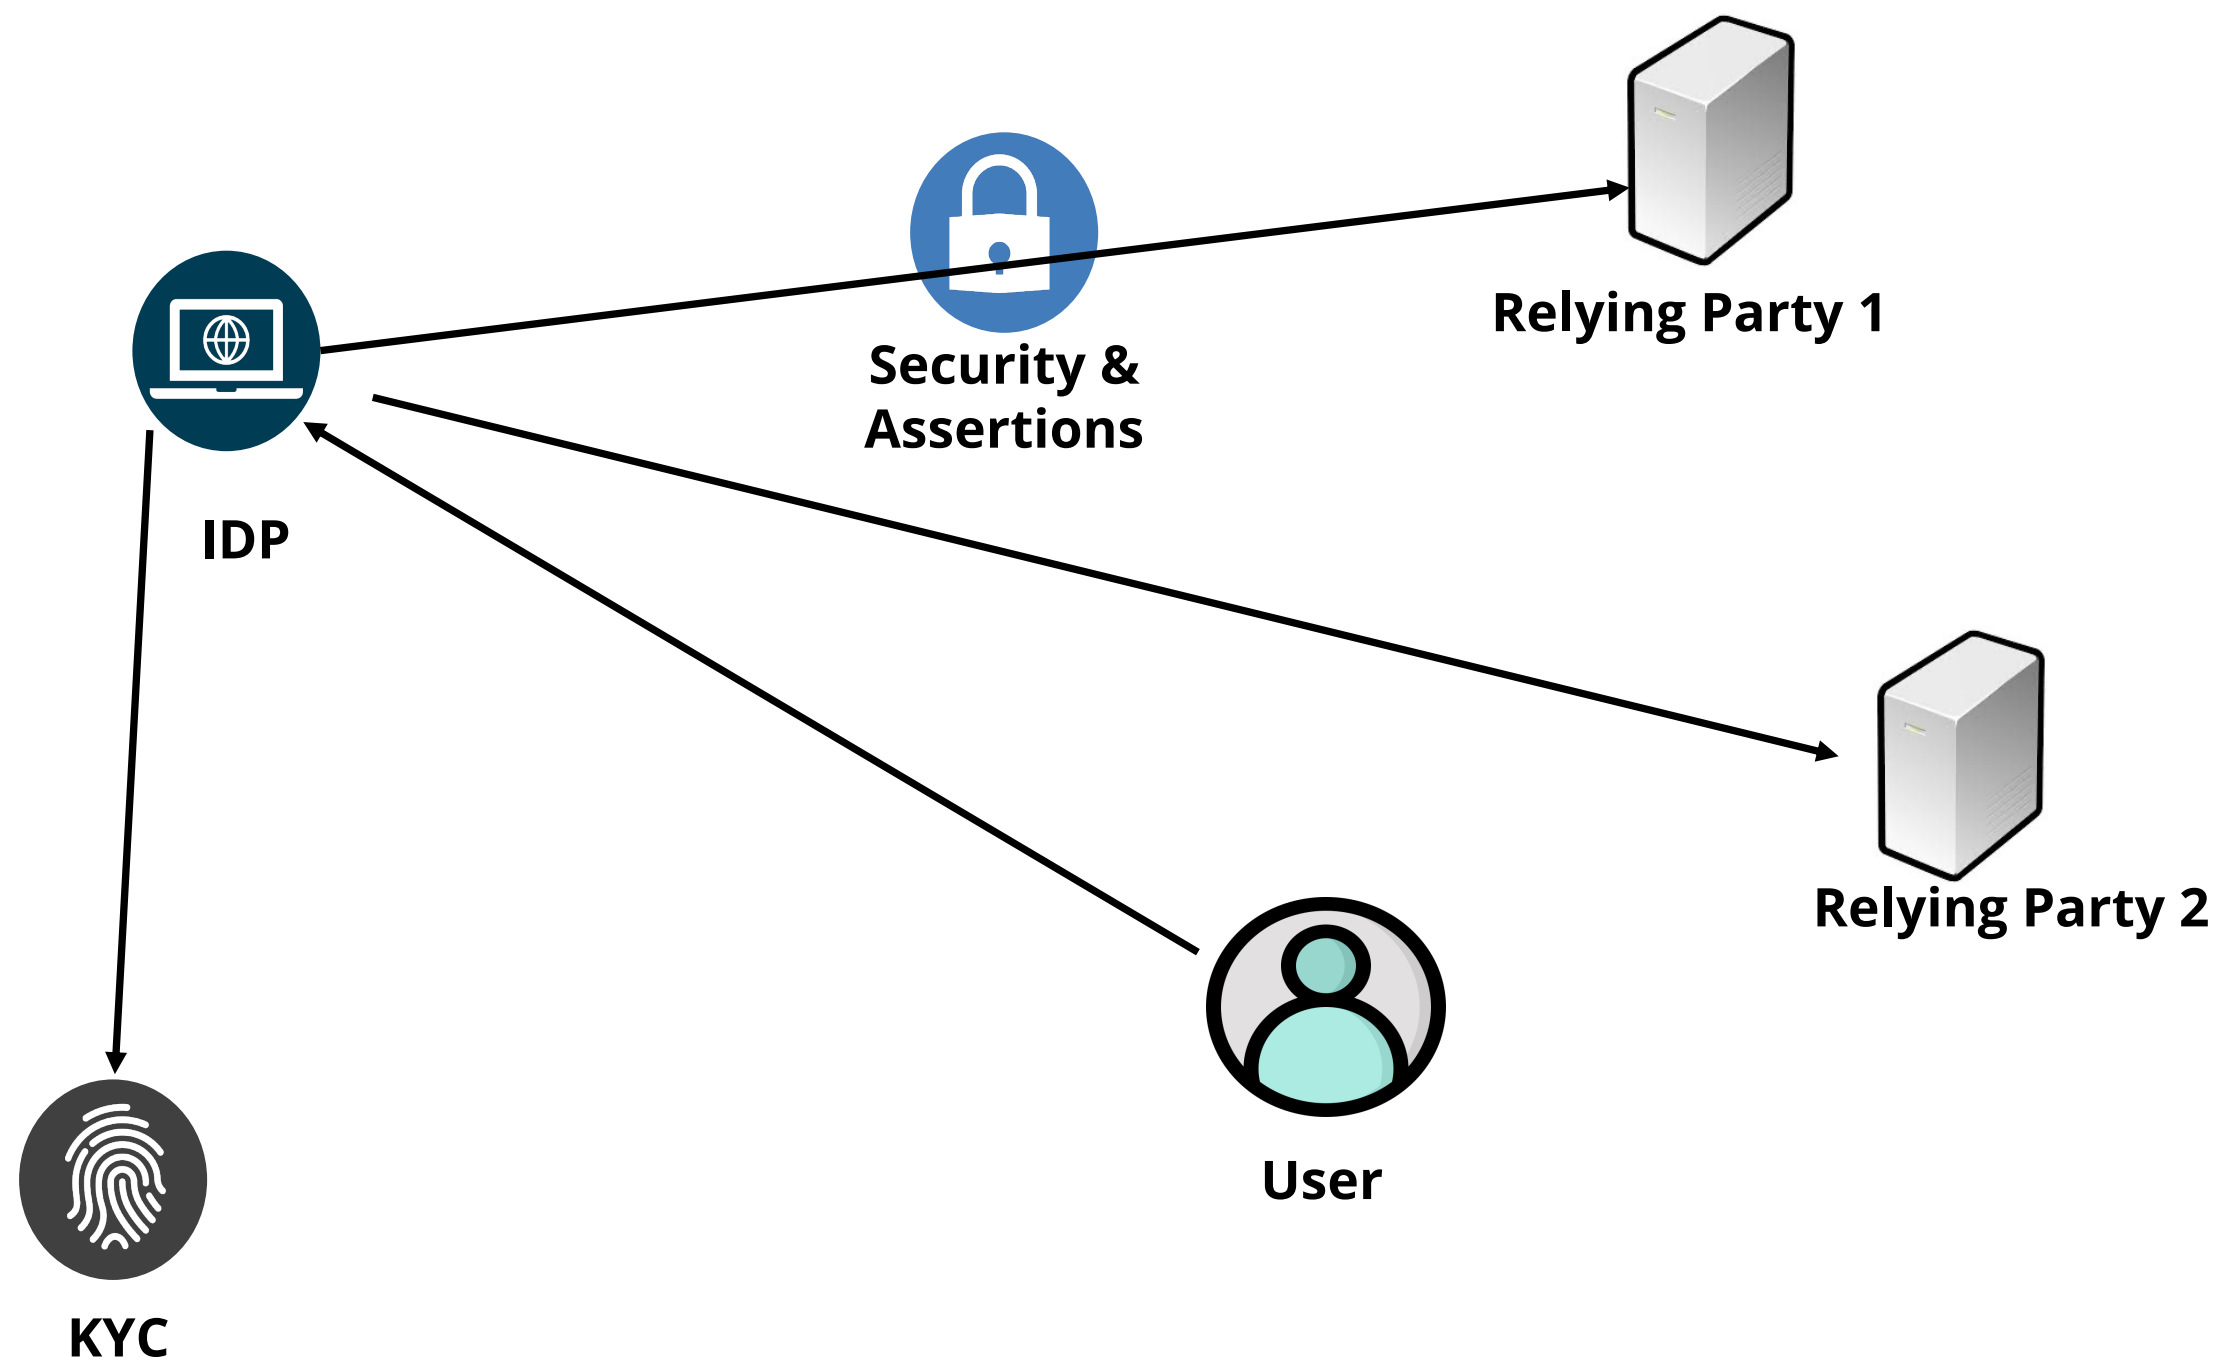 Relying Party 1
Security &
Assertions
IDP
Relying Party 2
User
KYC